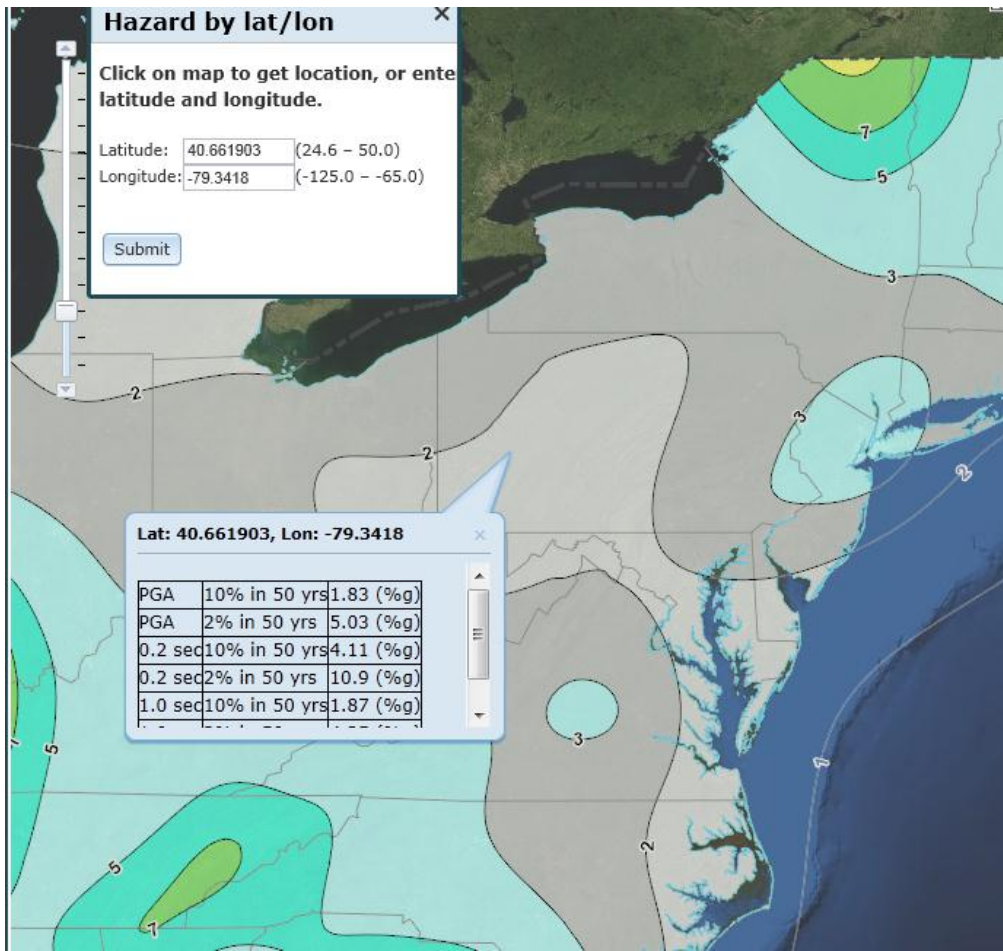 Hazard by lat/lon ×
Click on map to get location, or ente
latitude and longitude.
Latitude: 40.661903 (24.6 – 50.0)
Longitude: -79.3418 (-125.0 – -65.0)
Submit
7
5
3
2
3
2
2
Lat: 40.661903, Lon: -79.3418 ×
PGA 10% in 50 yrs 1.83 (%g)
PGA 2% in 50 yrs 5.03 (%g)
0.2 sec 10% in 50 yrs 4.11 (%g)
0.2 sec 2% in 50 yrs 10.9 (%g)
1.0 sec 10% in 50 yrs 1.87 (%g)
3
5
1
2
5
7